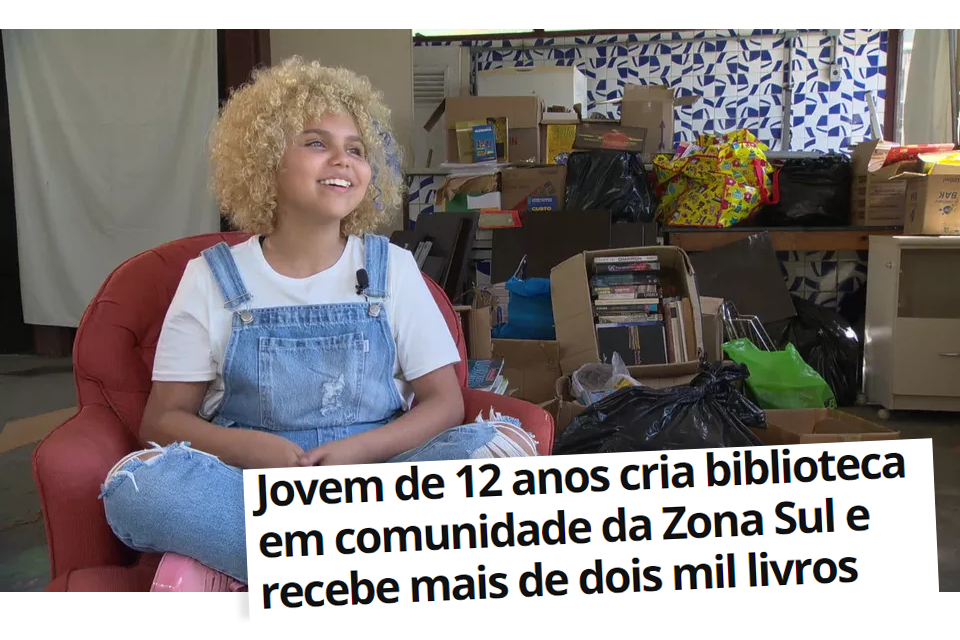 Jovem de 12 anos cria biblioteca
em comunidade da Zona Sul e
recebe mais de dois mil livros